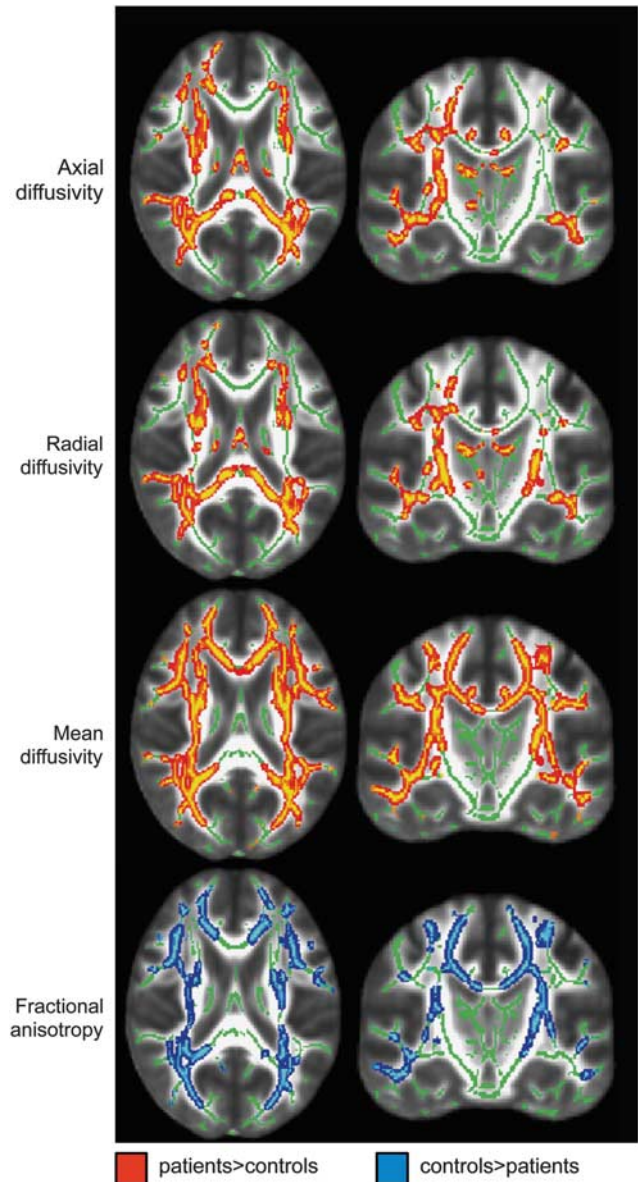 Axial
diffusivity
Radial
diffusivity
Mean
diffusivity
Fractional
anisotropy
patients>controls
controls>patients